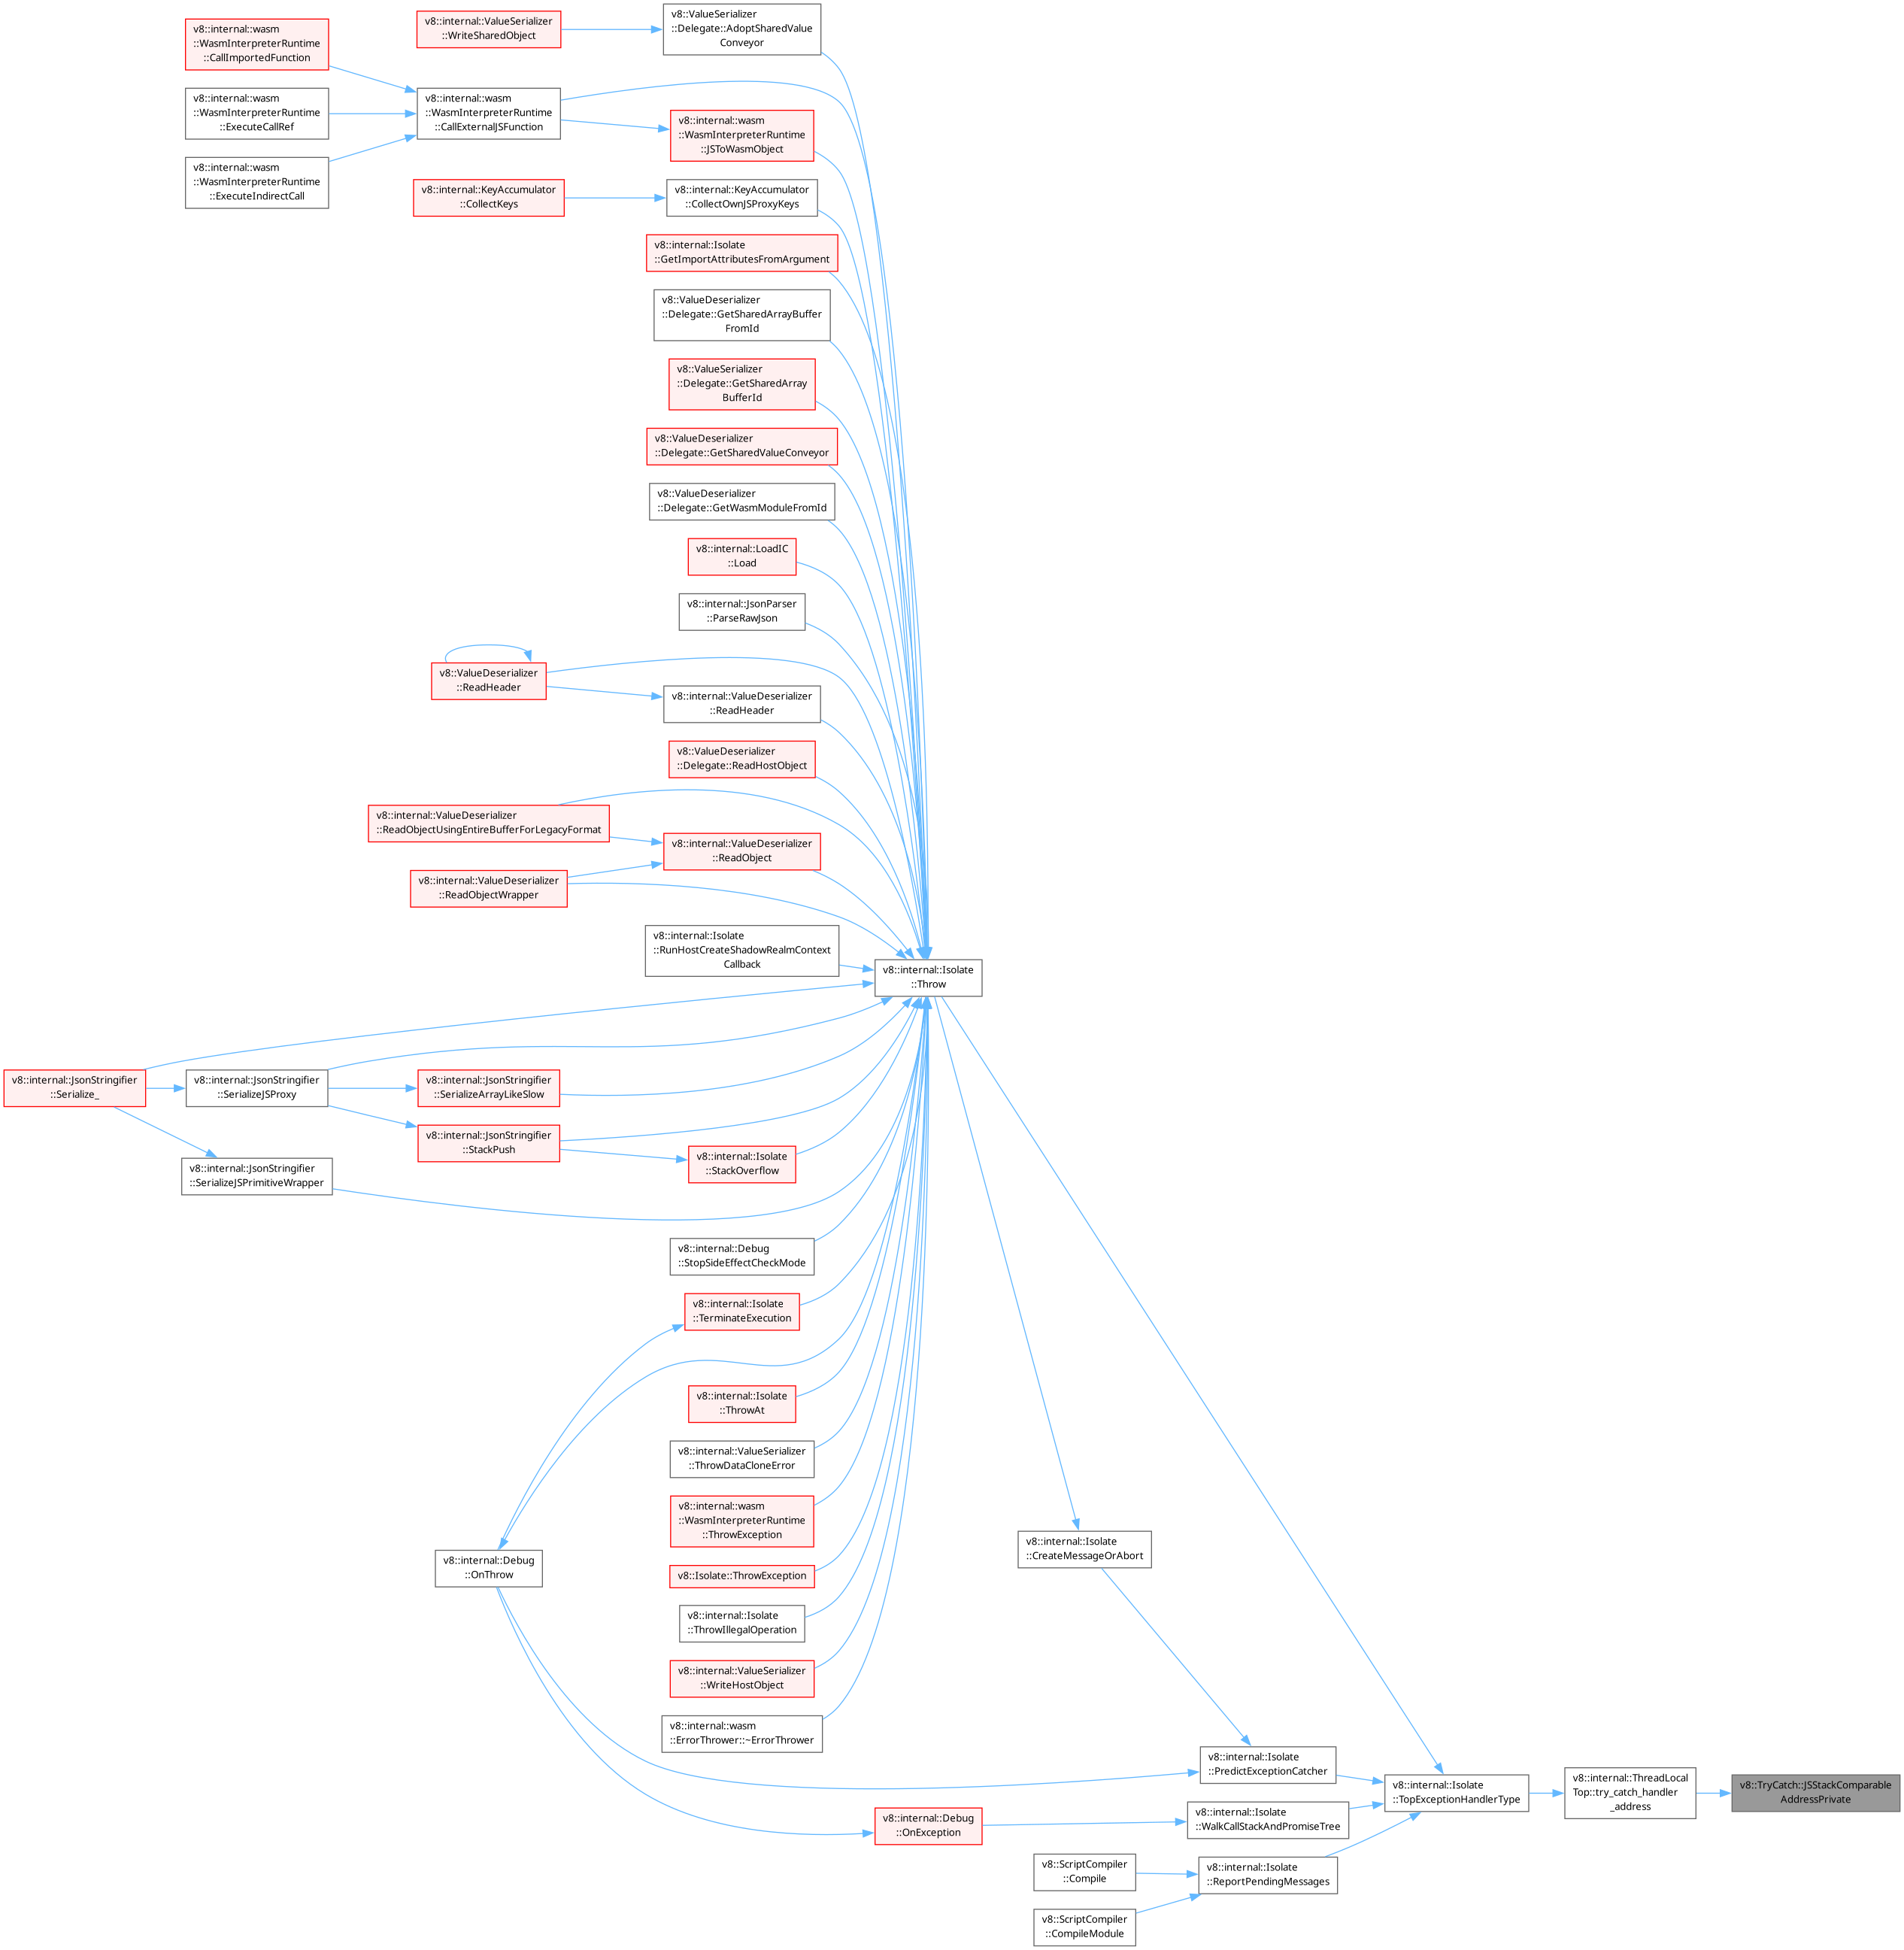 v8::ValueSerializer
::Delegate::AdoptSharedValue
Conveyor
v8::internal::ValueSerializer
::WriteSharedObject
v8::internal::wasm
::WasmInterpreterRuntime
::CallImportedFunction
v8::internal::wasm
::WasmInterpreterRuntime
::ExecuteCallRef
v8::internal::wasm
::WasmInterpreterRuntime
::CallExternalJSFunction
v8::internal::wasm
::WasmInterpreterRuntime
::JSToWasmObject
v8::internal::wasm
::WasmInterpreterRuntime
::ExecuteIndirectCall
v8::internal::KeyAccumulator
::CollectKeys
v8::internal::KeyAccumulator
::CollectOwnJSProxyKeys
v8::internal::Isolate
::GetImportAttributesFromArgument
v8::ValueDeserializer
::Delegate::GetSharedArrayBuffer
FromId
v8::ValueSerializer
::Delegate::GetSharedArray
BufferId
v8::ValueDeserializer
::Delegate::GetSharedValueConveyor
v8::ValueDeserializer
::Delegate::GetWasmModuleFromId
v8::internal::LoadIC
::Load
v8::internal::JsonParser
::ParseRawJson
v8::ValueDeserializer
::ReadHeader
v8::internal::ValueDeserializer
::ReadHeader
v8::ValueDeserializer
::Delegate::ReadHostObject
v8::internal::ValueDeserializer
::ReadObjectUsingEntireBufferForLegacyFormat
v8::internal::ValueDeserializer
::ReadObject
v8::internal::ValueDeserializer
::ReadObjectWrapper
v8::internal::Isolate
::RunHostCreateShadowRealmContext
Callback
v8::internal::Isolate
::Throw
v8::internal::JsonStringifier
::Serialize_
v8::internal::JsonStringifier
::SerializeJSProxy
v8::internal::JsonStringifier
::SerializeArrayLikeSlow
v8::internal::JsonStringifier
::StackPush
v8::internal::Isolate
::StackOverflow
v8::internal::JsonStringifier
::SerializeJSPrimitiveWrapper
v8::internal::Debug
::StopSideEffectCheckMode
v8::internal::Isolate
::TerminateExecution
v8::internal::Isolate
::ThrowAt
v8::internal::ValueSerializer
::ThrowDataCloneError
v8::internal::wasm
::WasmInterpreterRuntime
::ThrowException
v8::internal::Debug
::OnThrow
v8::internal::Isolate
::CreateMessageOrAbort
v8::Isolate::ThrowException
v8::internal::Isolate
::ThrowIllegalOperation
v8::internal::ValueSerializer
::WriteHostObject
v8::internal::wasm
::ErrorThrower::~ErrorThrower
v8::internal::Isolate
::PredictExceptionCatcher
v8::internal::Isolate
::TopExceptionHandlerType
v8::internal::ThreadLocal
Top::try_catch_handler
_address
v8::TryCatch::JSStackComparable
AddressPrivate
v8::internal::Debug
::OnException
v8::internal::Isolate
::WalkCallStackAndPromiseTree
v8::ScriptCompiler
::Compile
v8::internal::Isolate
::ReportPendingMessages
v8::ScriptCompiler
::CompileModule